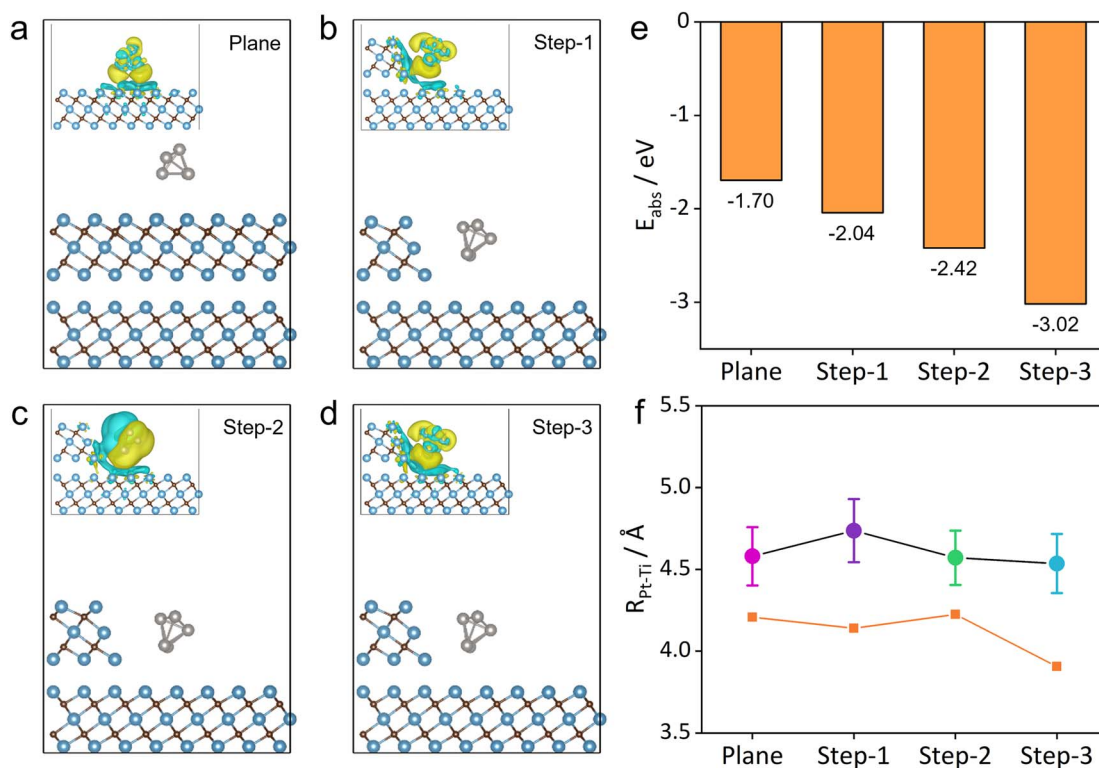 a
Plane
b
Step-1
c
Step-2
d
Step-3
e
0
-1
-2
-3
E_abs / eV
-1.70
-2.04
-2.42
-3.02
Plane Step-1 Step-2 Step-3
f
5.5
5.0
4.5
4.0
3.5
R_Pt-Ti / Å
Plane Step-1 Step-2 Step-3